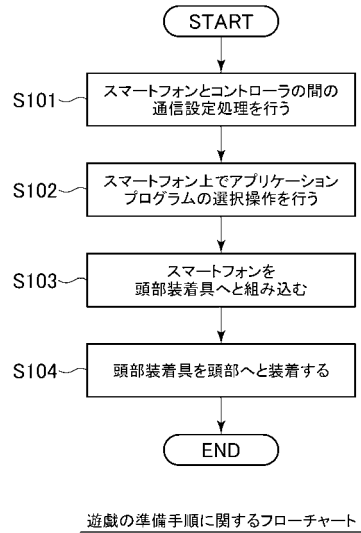 START
S101
スマートフォンとコントローラの間の
通信設定処理を行う
S102
スマートフォン上でアプリケーション
プログラムの選択操作を行う
S103
スマートフォンを
頭部装着具へと組み込む
S104
頭部装着具を頭部へと装着する
END
遊戯の準備手順に関するフローチャート